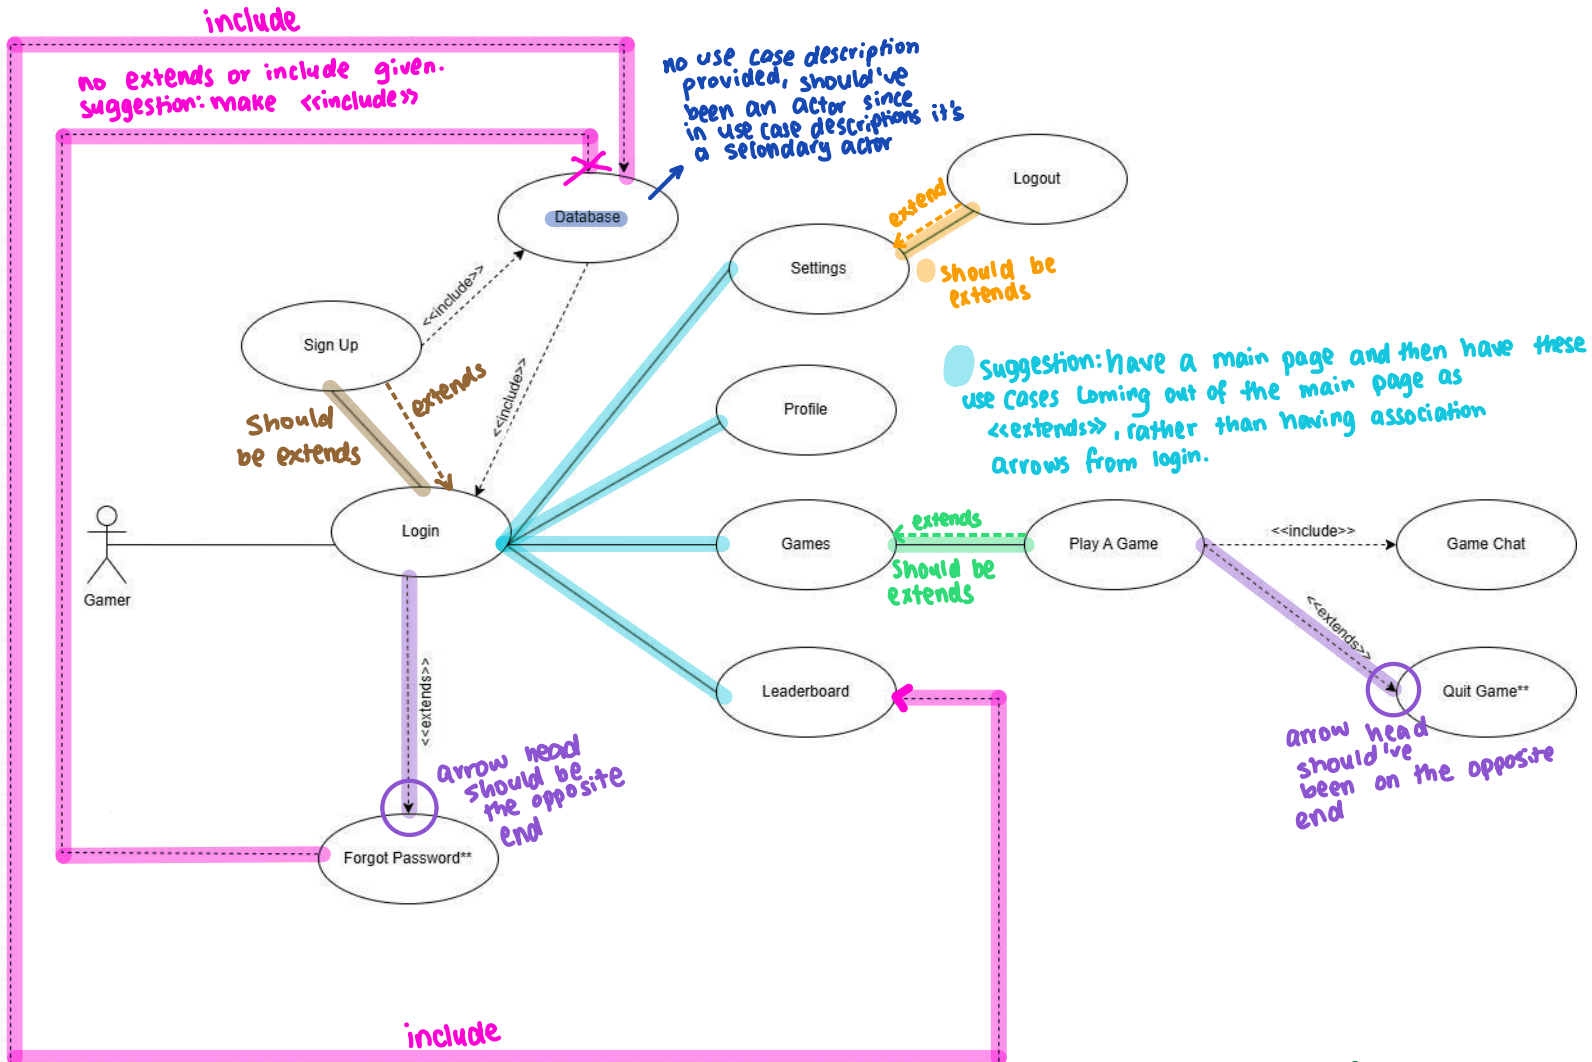 include
no extends or include given.
suggestion: make <<include>>
no use case description
provided, should've
been an actor since
in use case descriptions it's
a secondary actor
Logout
extend
Database
Settings
should be
extends
<<include>>
Sign Up
extends
<<include>>
Should
be extends
suggestion: have a main page and then have these
use cases coming out of the main page as
<<extends>>, rather than having association
arrows from login.
Profile
Login
Gamer
Games
extends
Should be
extends
Play A Game
<<include>>
Game Chat
<<extends>>
Leaderboard
<<extends>>
Quit Game**
arrow head
should've
been on the opposite
end
arrow head
should be
the opposite
end
Forgot Password**
include